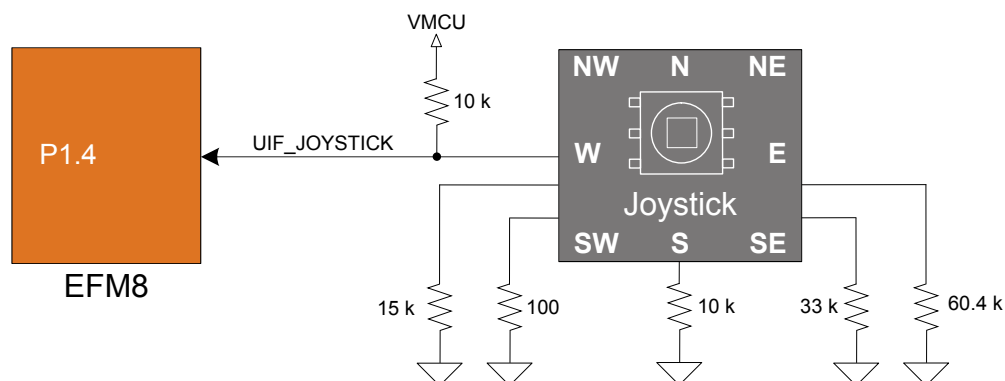 VMCU
10 k
P1.4
UIF_JOYSTICK
EFM8
NW N NE
W E
Joystick
SW S SE
15 k
100
10 k
33 k
60.4 k